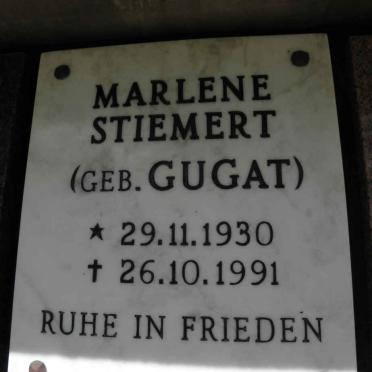 MARLENE
STIEMERT
(GEB. GUGAT)
★ 29.11.1930
✝ 26.10.1991
RUHE IN FRIEDEN